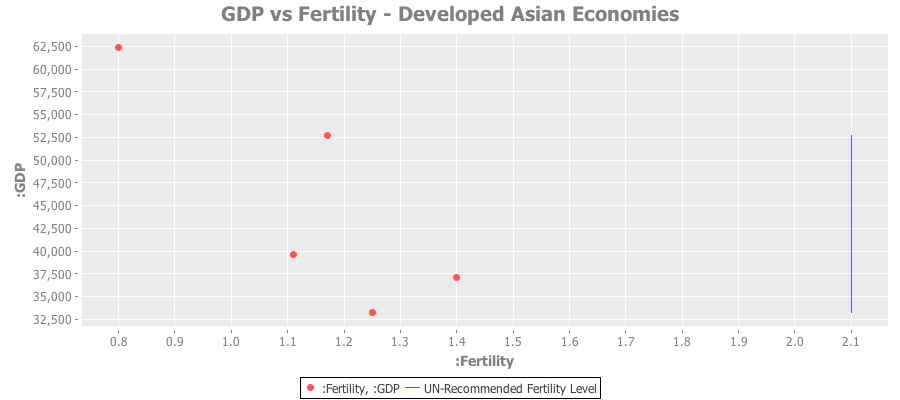 GDP vs Fertility - Developed Asian Economies
62,500
60,000
57,500
55,000
52,500
50,000
47,500
45,000
42,500
40,000
37,500
35,000
32,500
:GDP
0.8 0.9 1.0 1.1 1.2 1.3 1.4 1.5 1.6 1.7 1.8 1.9 2.0 2.1
:Fertility
:Fertility, :GDP UN-Recommended Fertility Level